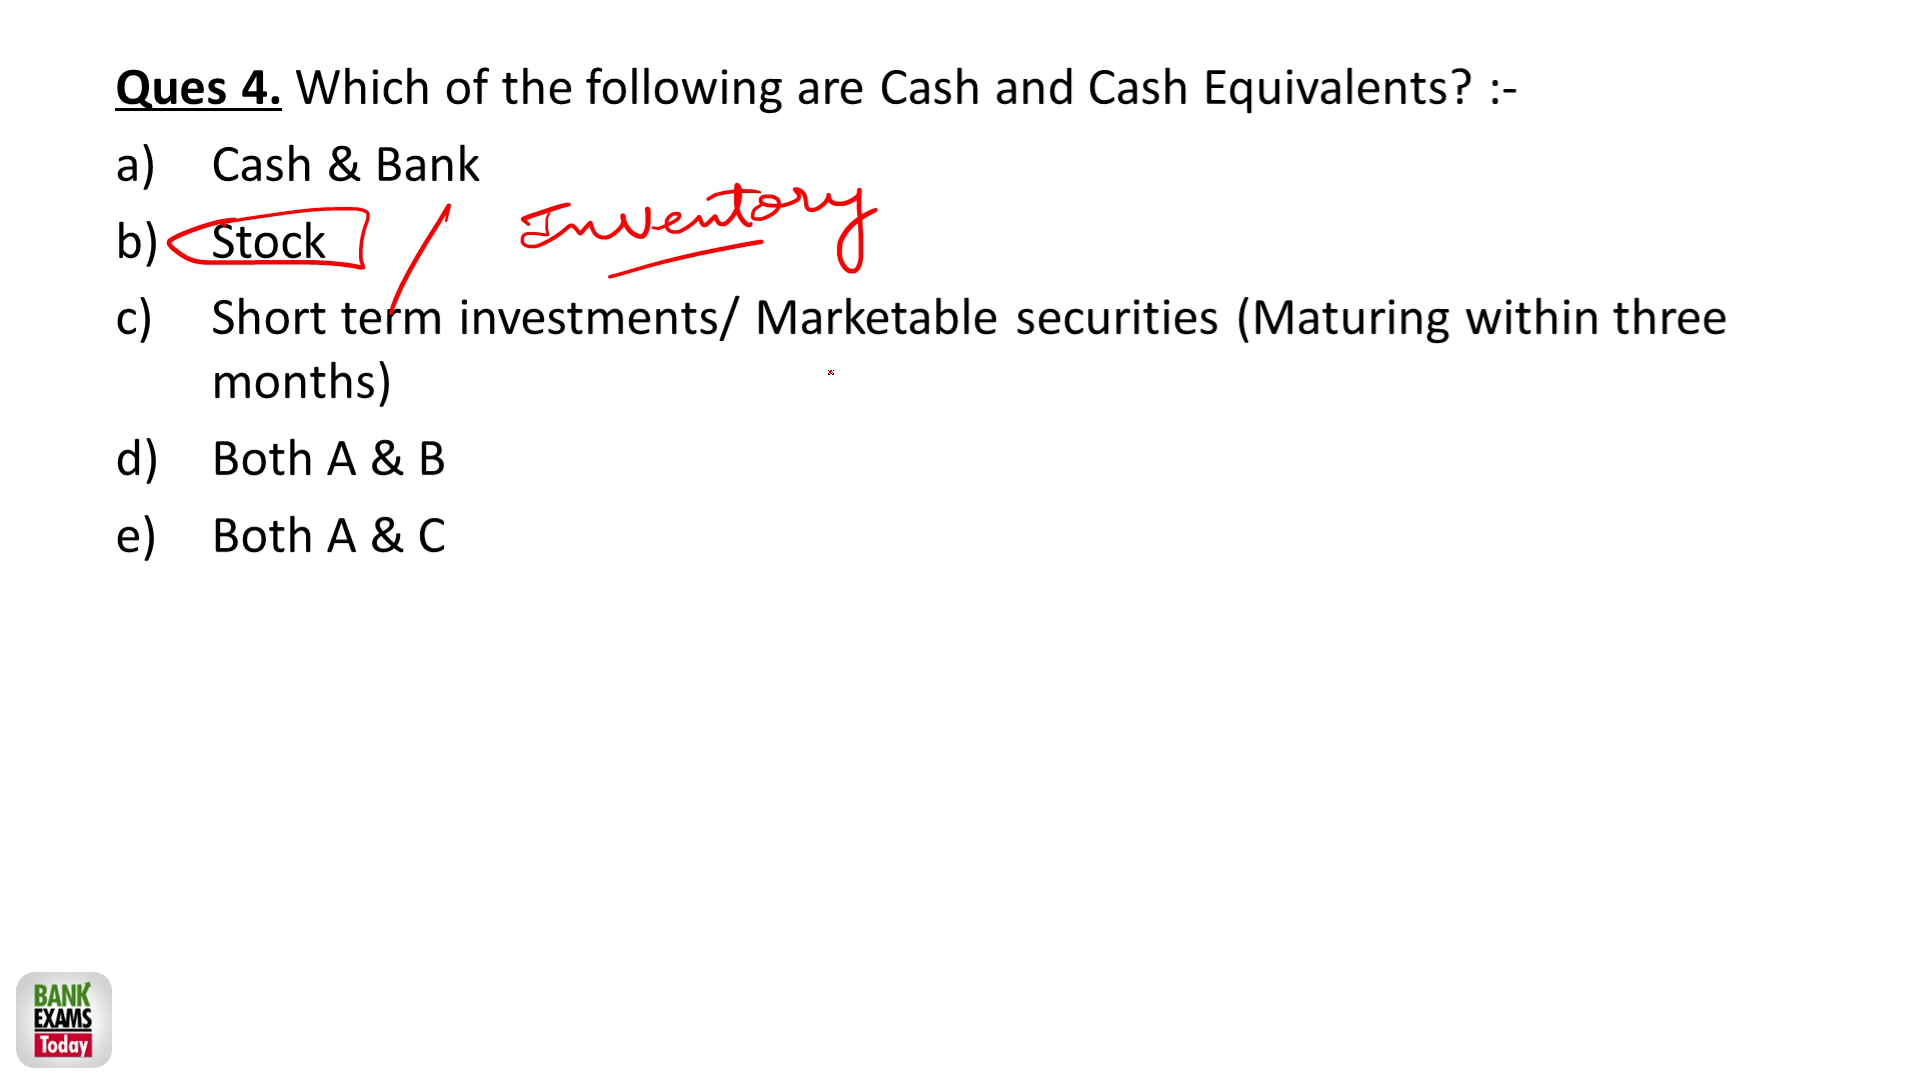 Ques 4. Which of the following are Cash and Cash Equivalents? :-
a) Cash & Bank
b) Stock
Inventory
c) Short term investments/ Marketable securities (Maturing within three
months)
d) Both A & B
e) Both A & C
BANK
EXAMS
Today